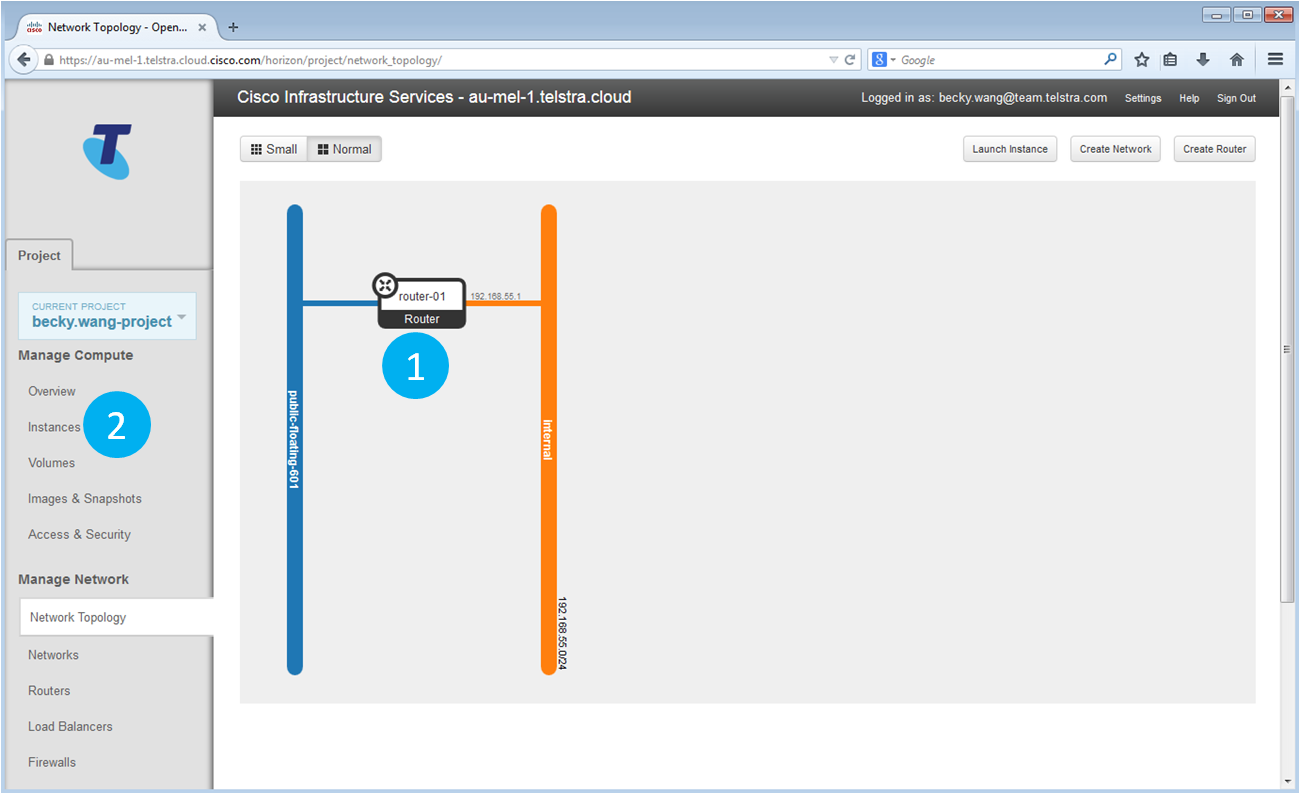 Network Topology - Open...
https://au-mel-1.telstra.cloud.cisco.com/horizon/project/network_topology/
Google
Cisco Infrastructure Services - au-mel-1.telstra.cloud
Logged in as: becky.wang@team.telstra.com Settings Help Sign Out
Small Normal
Launch Instance Create Network Create Router
Project
CURRENT PROJECT
becky.wang-project
Manage Compute
Overview
Instances
2
Volumes
Images & Snapshots
Access & Security
Manage Network
Network Topology
Networks
Routers
Load Balancers
Firewalls
public-floating-601
router-01
Router
1
192.168.55.1
Internal
192.168.55.0/24